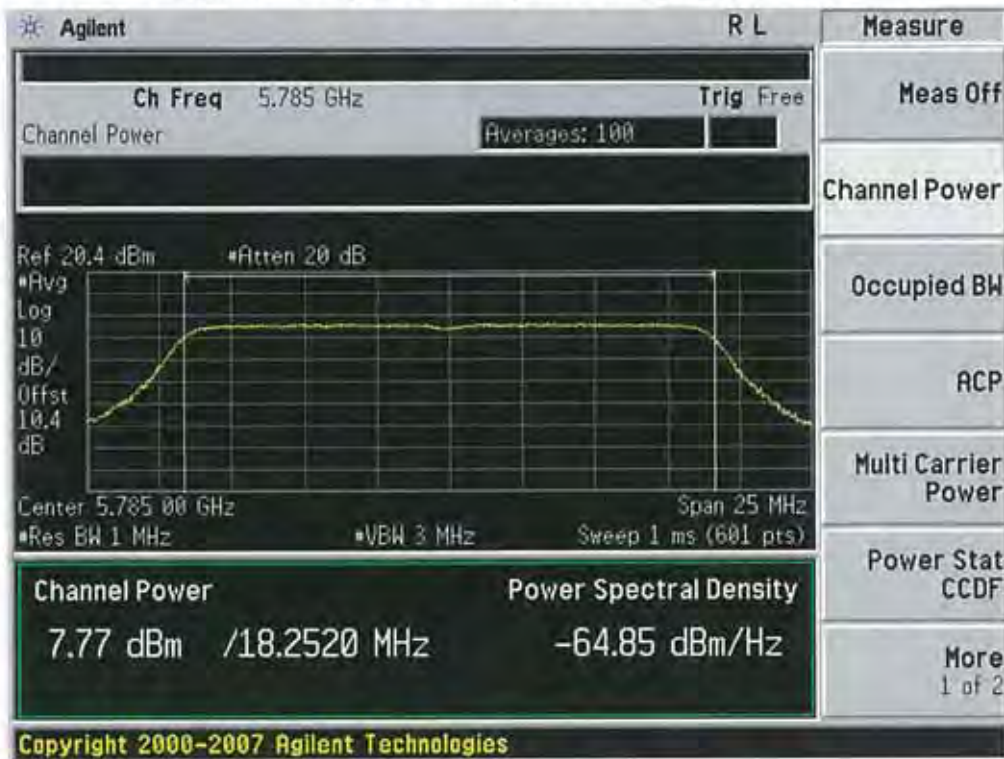 Agilent
R L
Measure
Ch Freq 5.785 GHz
Trig Free
Channel Power
Averages: 100
Meas Off
Channel Power
Occupied BW
ACP
Multi Carrier
Power
Power Stat
CCDF
More
1 of 2
Ref 20.4 dBm
#Atten 20 dB
#Avg
Log
10
dB/
Offst
10.4
dB
Center 5.785 00 GHz
Span 25 MHz
#Res BW 1 MHz
#VBW 3 MHz
Sweep 1 ms (601 pts)
Channel Power
Power Spectral Density
7.77 dBm /18.2520 MHz
-64.85 dBm/Hz
Copyright 2000-2007 Agilent Technologies